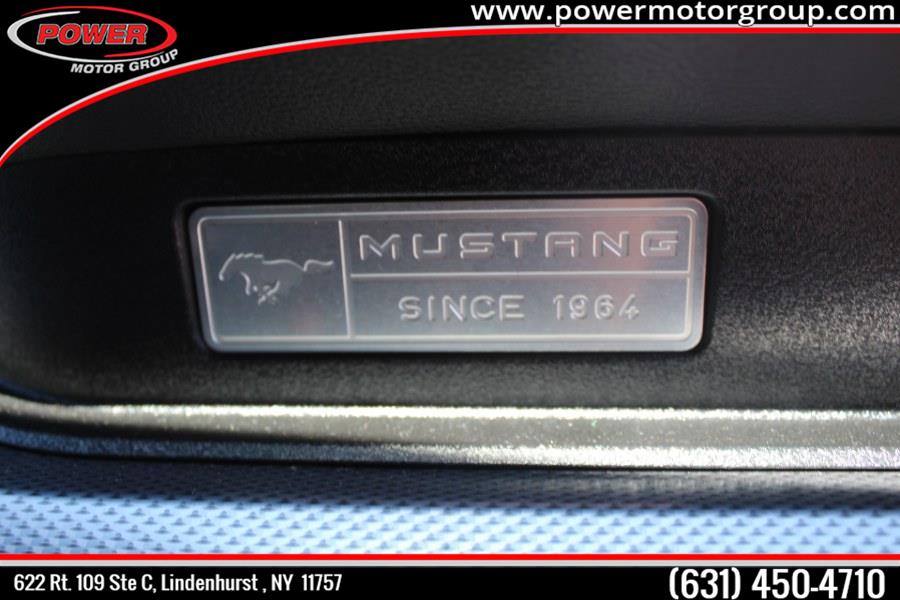 www.powermotorgroup.com
POWER
MOTOR GROUP
MUSTANG
SINCE 1964
622 Rt. 109 Ste C, Lindenhurst , NY 11757
(631) 450-4710